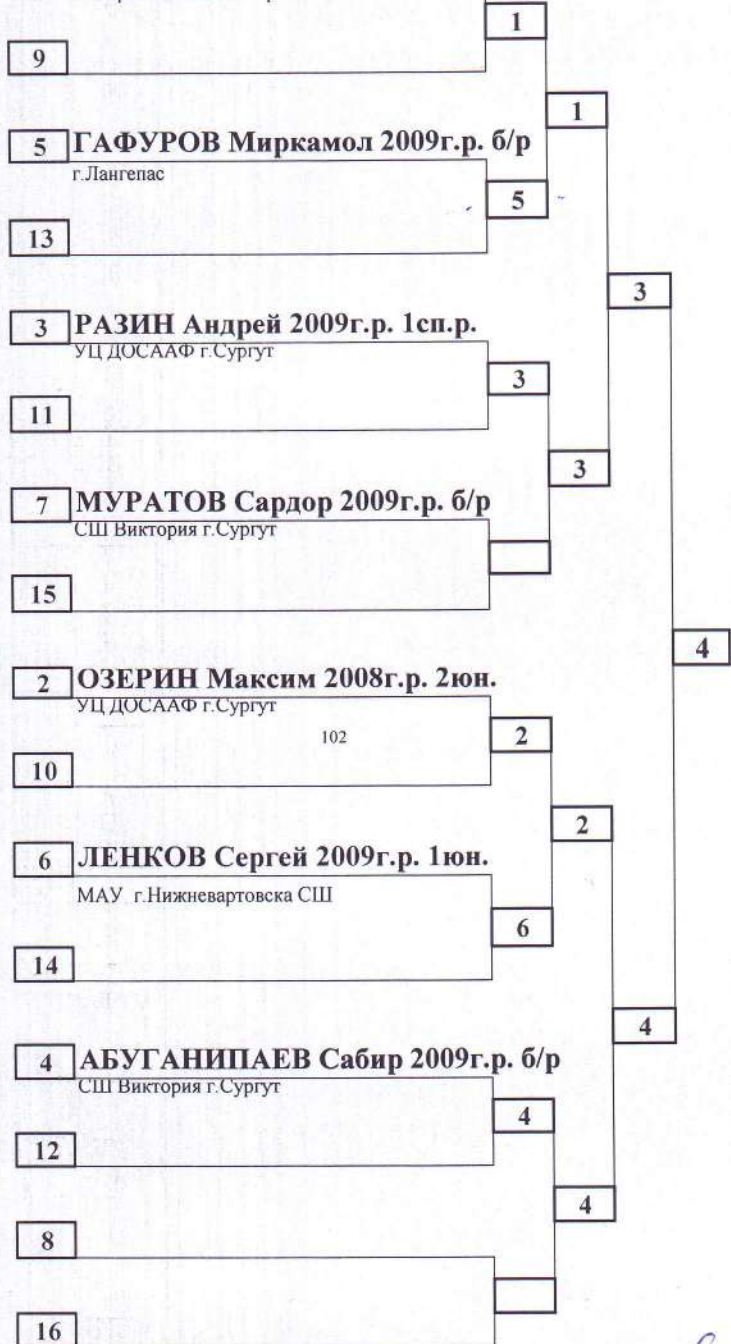 1
9
1
5 ГАФУРОВ Миркамол 2009г.р. б/р
г.Лангепас
5
13
3
3 РАЗИН Андрей 2009г.р. 1сп.р.
УЦ ДОСААФ г.Сургут
3
11
3
7 МУРАТОВ Сардор 2009г.р. б/р
СШ Виктория г.Сургут
15
4
2 ОЗЕРИН Максим 2008г.р. 2юн.
УЦ ДОСААФ г.Сургут
102
2
10
2
6 ЛЕНКОВ Сергей 2009г.р. 1юн.
МАУ г.Нижневартовска СШ
6
14
4
4 АБУГАНИПАЕВ Сабир 2009г.р. б/р
СШ Виктория г.Сургут
4
12
4
8
16